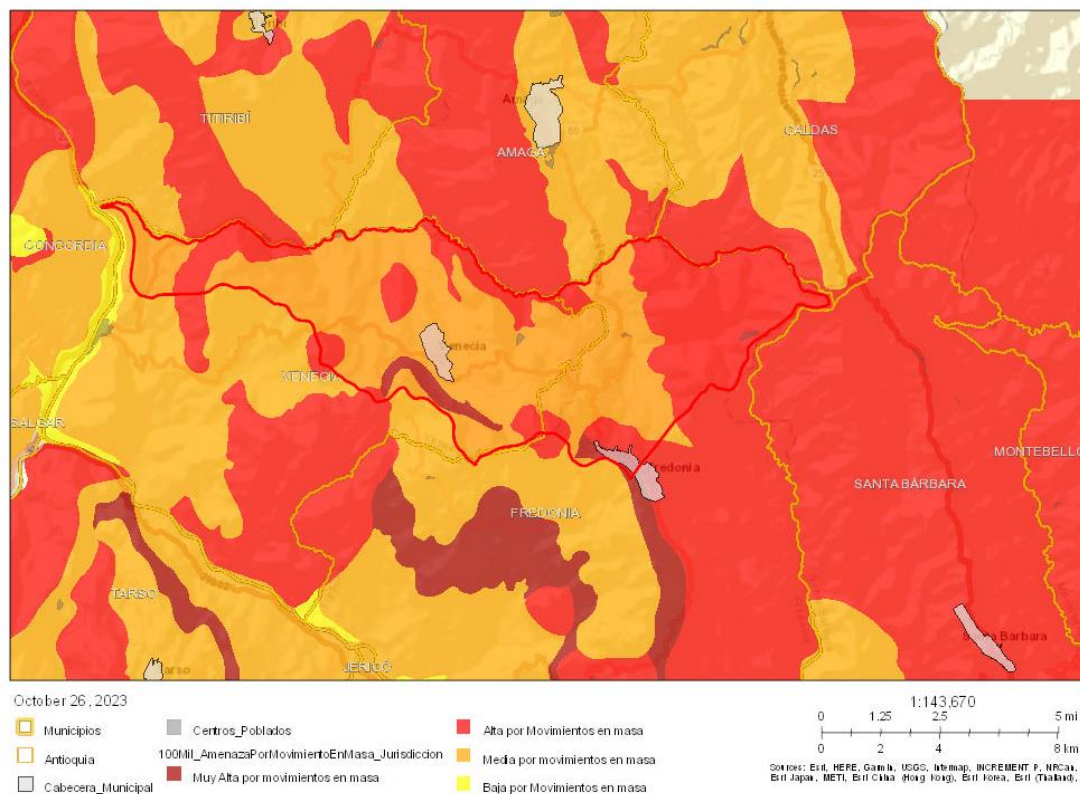 TITIRIBÍ
CALDAS
AMAGÁ
CONCORDIA
Venecia
VENECIA
SALGAR
Fredonia
MONTEBELLO
SANTA BÁRBARA
FREDONIA
TARSO
Santa Bárbara
Tarso
JERICÓ
October 26, 2023
1:143,670
Municipios
Antioquia
Cabecera_Municipal
Centros_Poblados
100Mil_AmenazaPorMovimientoEnMasa_Jurisdiccion
Muy Alta por movimientos en masa
Alta por Movimientos en masa
Media por movimientos en masa
Baja por Movimientos en masa
0 1.25 2.5 5 mi
0 2 4 8 km
Sources: Esri, HERE, Garmin, USGS, Intermap, INCREMENT P, NRCan,
Esri Japan, METI, Esri China (Hong Kong), Esri Korea, Esri (Thailand),